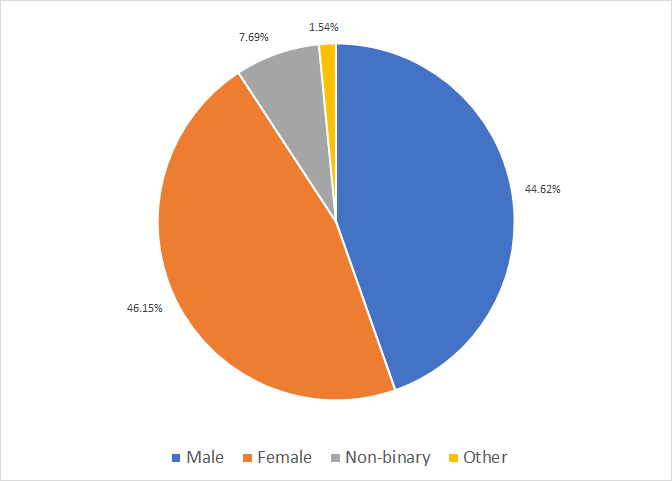 1.54%
7.69%
44.62%
46.15%
Male Female Non-binary Other